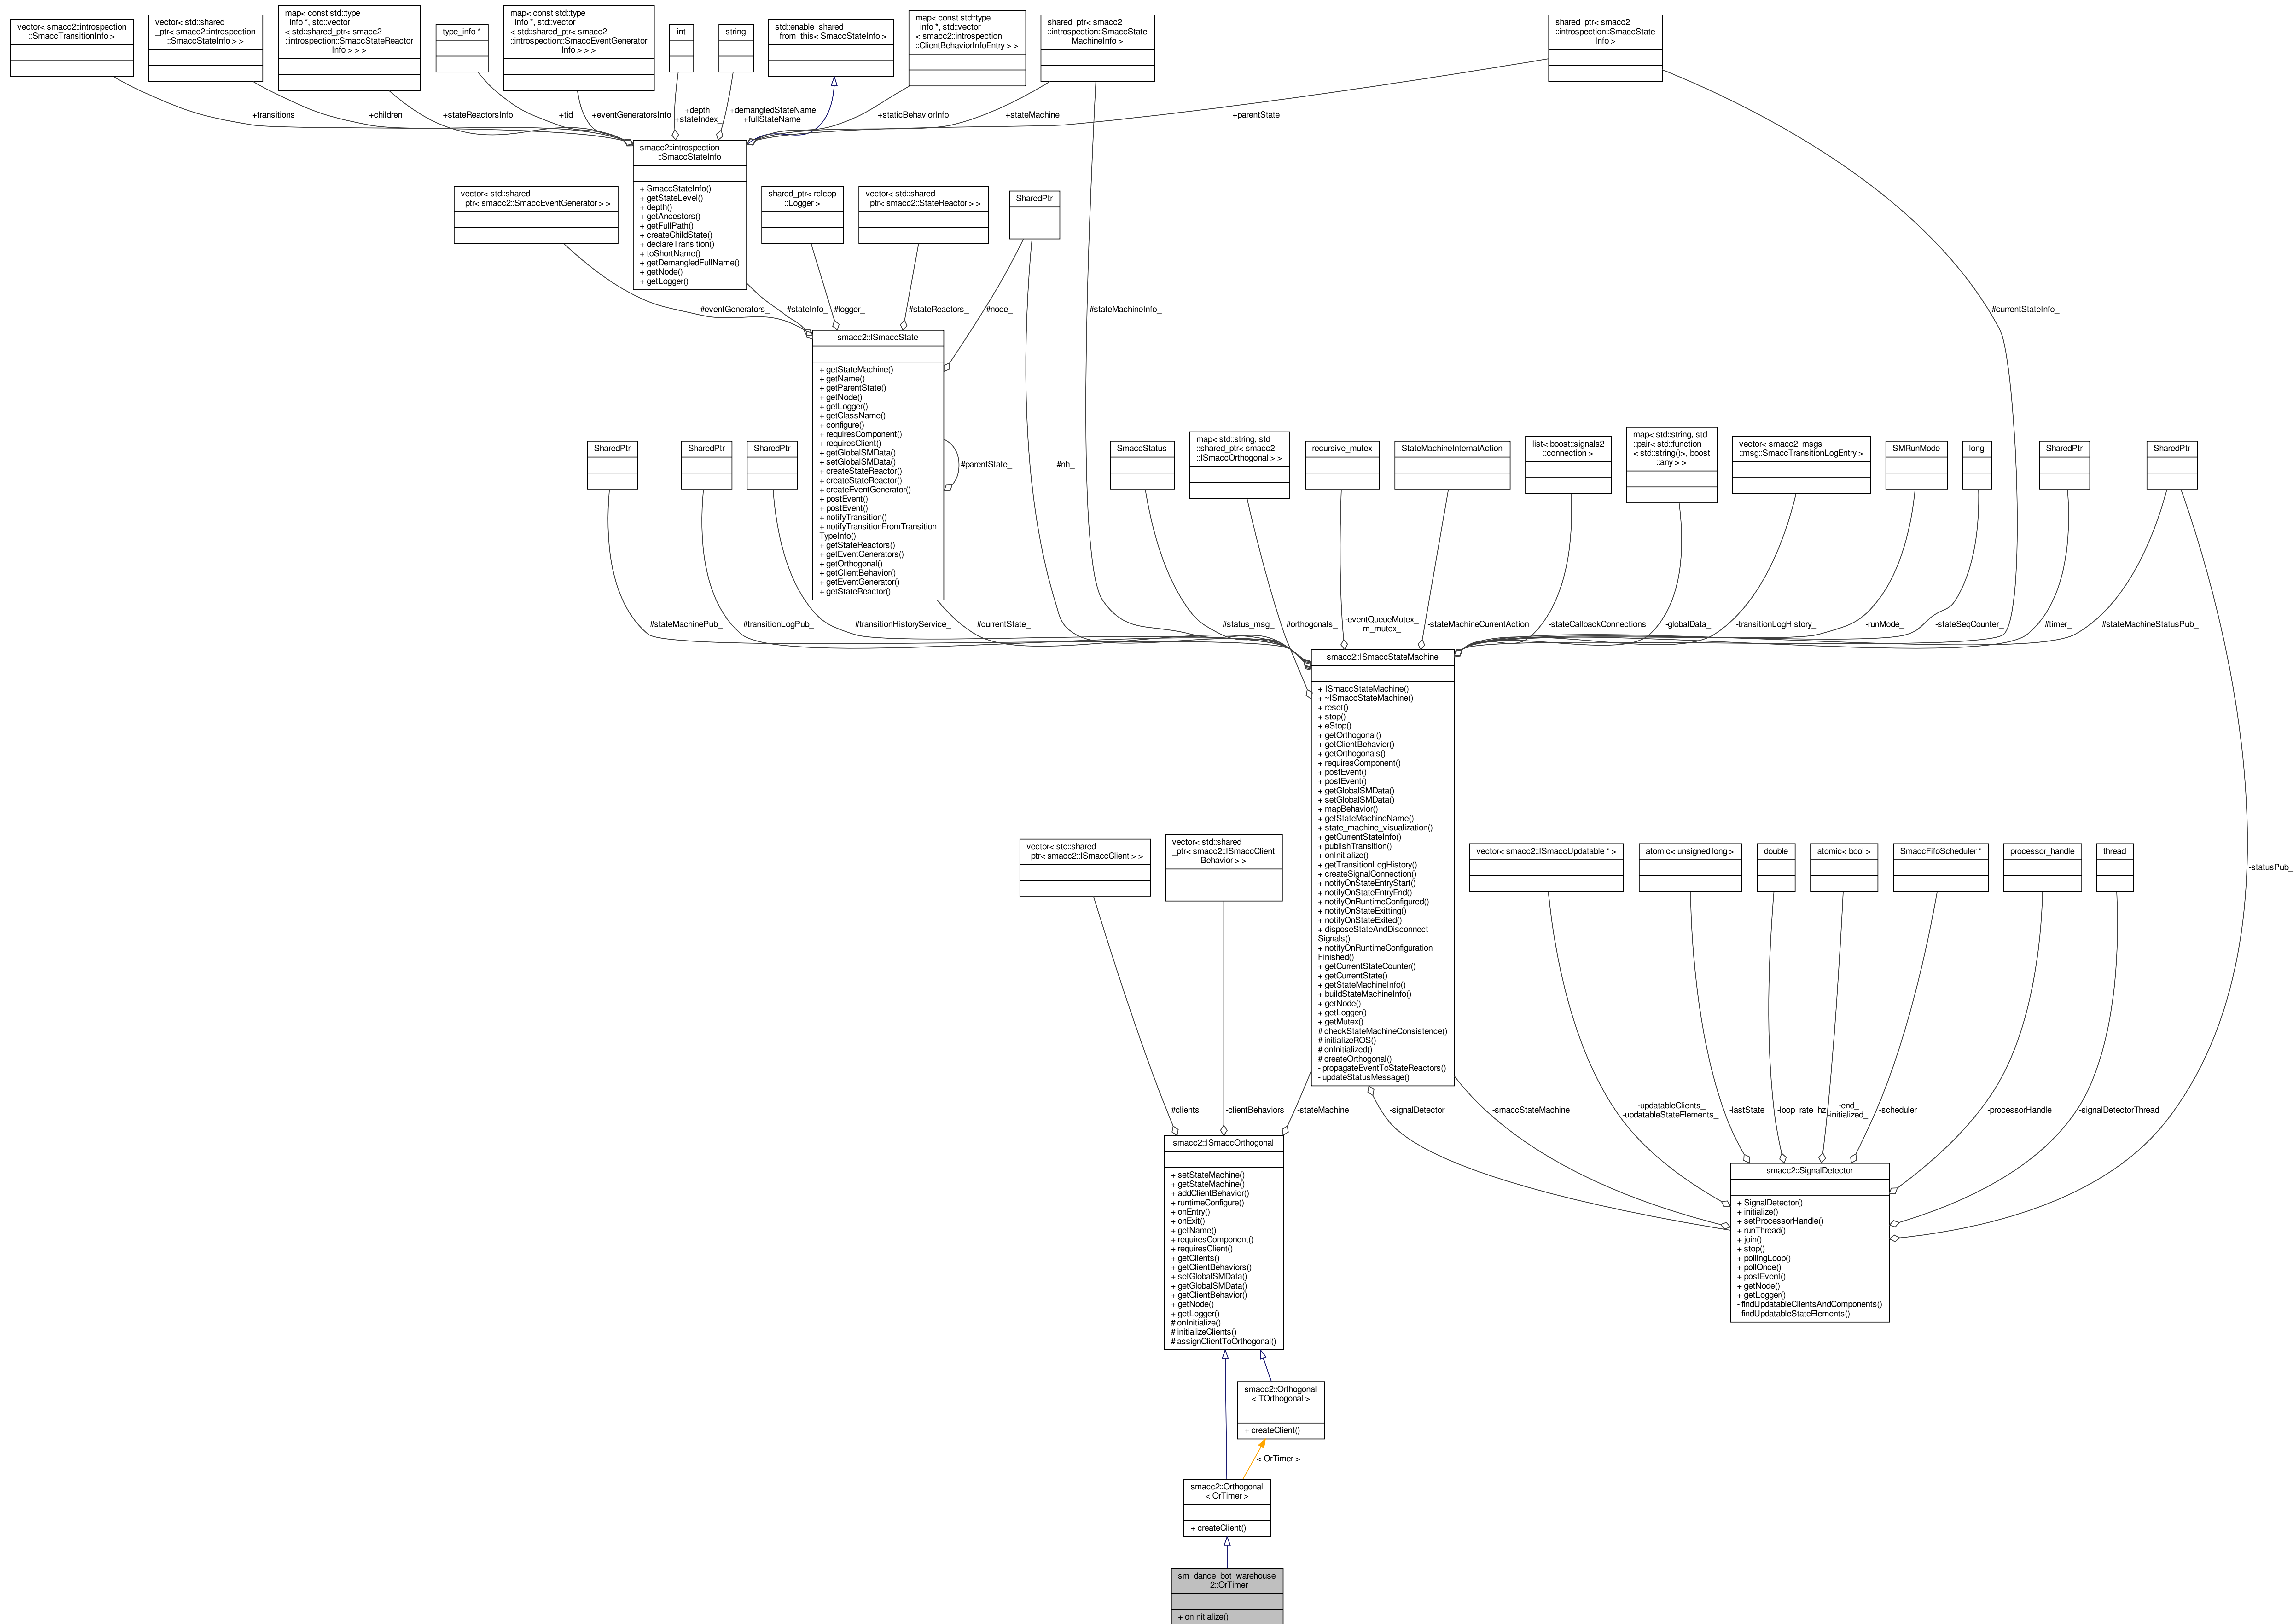 vector< smacc2::introspection
::SmaccTransitionInfo >
vector< std::shared
_ptr< smacc2::introspection
::SmaccStateInfo > >
map< const std::type
_info *, std::vector
< std::shared_ptr< smacc2
::introspection::SmaccStateReactor
Info > > >
type_info *
map< const std::type
_info *, std::vector
< std::shared_ptr< smacc2
::introspection::SmaccEventGenerator
Info > > >
int
string
std::enable_shared
_from_this< SmaccStateInfo >
map< const std::type
_info *, std::vector
< smacc2::introspection
::ClientBehaviorInfoEntry > >
shared_ptr< smacc2
::introspection::SmaccState
MachineInfo >
shared_ptr< smacc2
::introspection::SmaccState
Info >
+transitions_
+children_
+stateReactorsInfo
+tid_
+eventGeneratorsInfo
+depth_
+stateIndex_
+demangledStateName
+fullStateName
+staticBehaviorInfo
+stateMachine_
+parentState_
smacc2::introspection
::SmaccStateInfo
+ SmaccStateInfo()
+ getStateLevel()
+ depth()
+ getAncestors()
+ getFullPath()
+ createChildState()
+ declareTransition()
+ toShortName()
+ getDemangledFullName()
+ getNode()
+ getLogger()
vector< std::shared
_ptr< smacc2::SmaccEventGenerator > >
shared_ptr< rclcpp
::Logger >
vector< std::shared
_ptr< smacc2::StateReactor > >
SharedPtr
#eventGenerators_
#stateInfo_
#logger_
#stateReactors_
#node_
#stateMachineInfo_
#currentStateInfo_
smacc2::ISmaccState
+ getStateMachine()
+ getName()
+ getParentState()
+ getNode()
+ getLogger()
+ getClassName()
+ configure()
+ requiresComponent()
+ requiresClient()
+ getGlobalSMData()
+ setGlobalSMData()
+ createStateReactor()
+ createStateReactor()
+ createEventGenerator()
+ postEvent()
+ postEvent()
+ notifyTransition()
+ notifyTransitionFromTransition
TypeInfo()
+ getStateReactors()
+ getEventGenerators()
+ getOrthogonal()
+ getClientBehavior()
+ getEventGenerator()
+ getStateReactor()
#parentState_
#nh_
SharedPtr
SharedPtr
SharedPtr
SmaccStatus
map< std::string, std
::shared_ptr< smacc2
::ISmaccOrthogonal > >
recursive_mutex
StateMachineInternalAction
list< boost::signals2
::connection >
map< std::string, std
::pair< std::function
< std::string()>, boost
::any > >
vector< smacc2_msgs
::msg::SmaccTransitionLogEntry >
SMRunMode
long
SharedPtr
SharedPtr
#stateMachinePub_
#transitionLogPub_
#transitionHistoryService_
#currentState_
#status_msg_
#orthogonals_
-eventQueueMutex_
-m_mutex_
-stateMachineCurrentAction
-stateCallbackConnections
-globalData_
-transitionLogHistory_
-runMode_
-stateSeqCounter_
#timer_
#stateMachineStatusPub_
smacc2::ISmaccStateMachine
+ ISmaccStateMachine()
+ ~ISmaccStateMachine()
+ reset()
+ stop()
+ eStop()
+ getOrthogonal()
+ getClientBehavior()
+ getOrthogonals()
+ requiresComponent()
+ postEvent()
+ postEvent()
+ getGlobalSMData()
+ setGlobalSMData()
+ mapBehavior()
+ getStateMachineName()
+ state_machine_visualization()
+ getCurrentStateInfo()
+ publishTransition()
+ onInitialize()
+ getTransitionLogHistory()
+ createSignalConnection()
+ notifyOnStateEntryStart()
+ notifyOnStateEntryEnd()
+ notifyOnRuntimeConfigured()
+ notifyOnStateExitting()
+ notifyOnStateExited()
+ disposeStateAndDisconnect
Signals()
+ notifyOnRuntimeConfiguration
Finished()
+ getCurrentStateCounter()
+ getCurrentState()
+ getStateMachineInfo()
+ buildStateMachineInfo()
+ getNode()
+ getLogger()
+ getMutex()
# checkStateMachineConsistence()
# initializeROS()
# onInitialized()
# createOrthogonal()
- propagateEventToStateReactors()
- updateStatusMessage()
vector< std::shared
_ptr< smacc2::ISmaccClient > >
vector< std::shared
_ptr< smacc2::ISmaccClient
Behavior > >
vector< smacc2::ISmaccUpdatable * >
atomic< unsigned long >
double
atomic< bool >
SmaccFifoScheduler *
processor_handle
thread
-statusPub_
#clients_
-clientBehaviors_
-stateMachine_
-signalDetector_
-smaccStateMachine_
-updatableClients_
-updatableStateElements_
-lastState_
-loop_rate_hz_
-end_
-initialized_
-scheduler_
-processorHandle_
-signalDetectorThread_
smacc2::ISmaccOrthogonal
+ setStateMachine()
+ getStateMachine()
+ addClientBehavior()
+ runtimeConfigure()
+ onEntry()
+ onExit()
+ getName()
+ requiresComponent()
+ requiresClient()
+ getClients()
+ getClientBehaviors()
+ setGlobalSMData()
+ getGlobalSMData()
+ getClientBehavior()
+ getNode()
+ getLogger()
# onInitialize()
# initializeClients()
# assignClientToOrthogonal()
smacc2::SignalDetector
+ SignalDetector()
+ initialize()
+ setProcessorHandle()
+ runThread()
+ join()
+ stop()
+ pollingLoop()
+ pollOnce()
+ postEvent()
+ getNode()
+ getLogger()
- findUpdatableClientsAndComponents()
- findUpdatableStateElements()
smacc2::Orthogonal
< TOrthogonal >
+ createClient()
< OrTimer >
smacc2::Orthogonal
< OrTimer >
+ createClient()
sm_dance_bot_warehouse
_2::OrTimer
+ onInitialize()